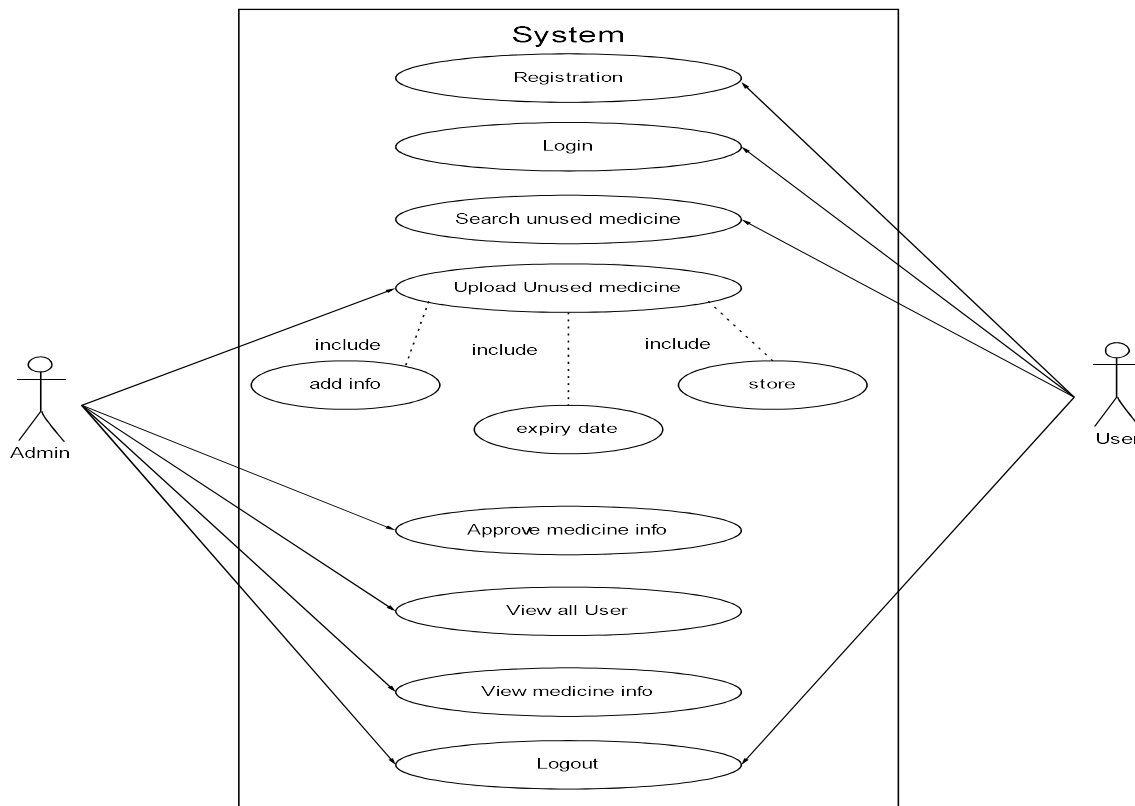 System
Registration
Login
Search unused medicine
Upload Unused medicine
include
include
include
add info
store
expiry date
Admin
User
Approve medicine info
View all User
View medicine info
Logout